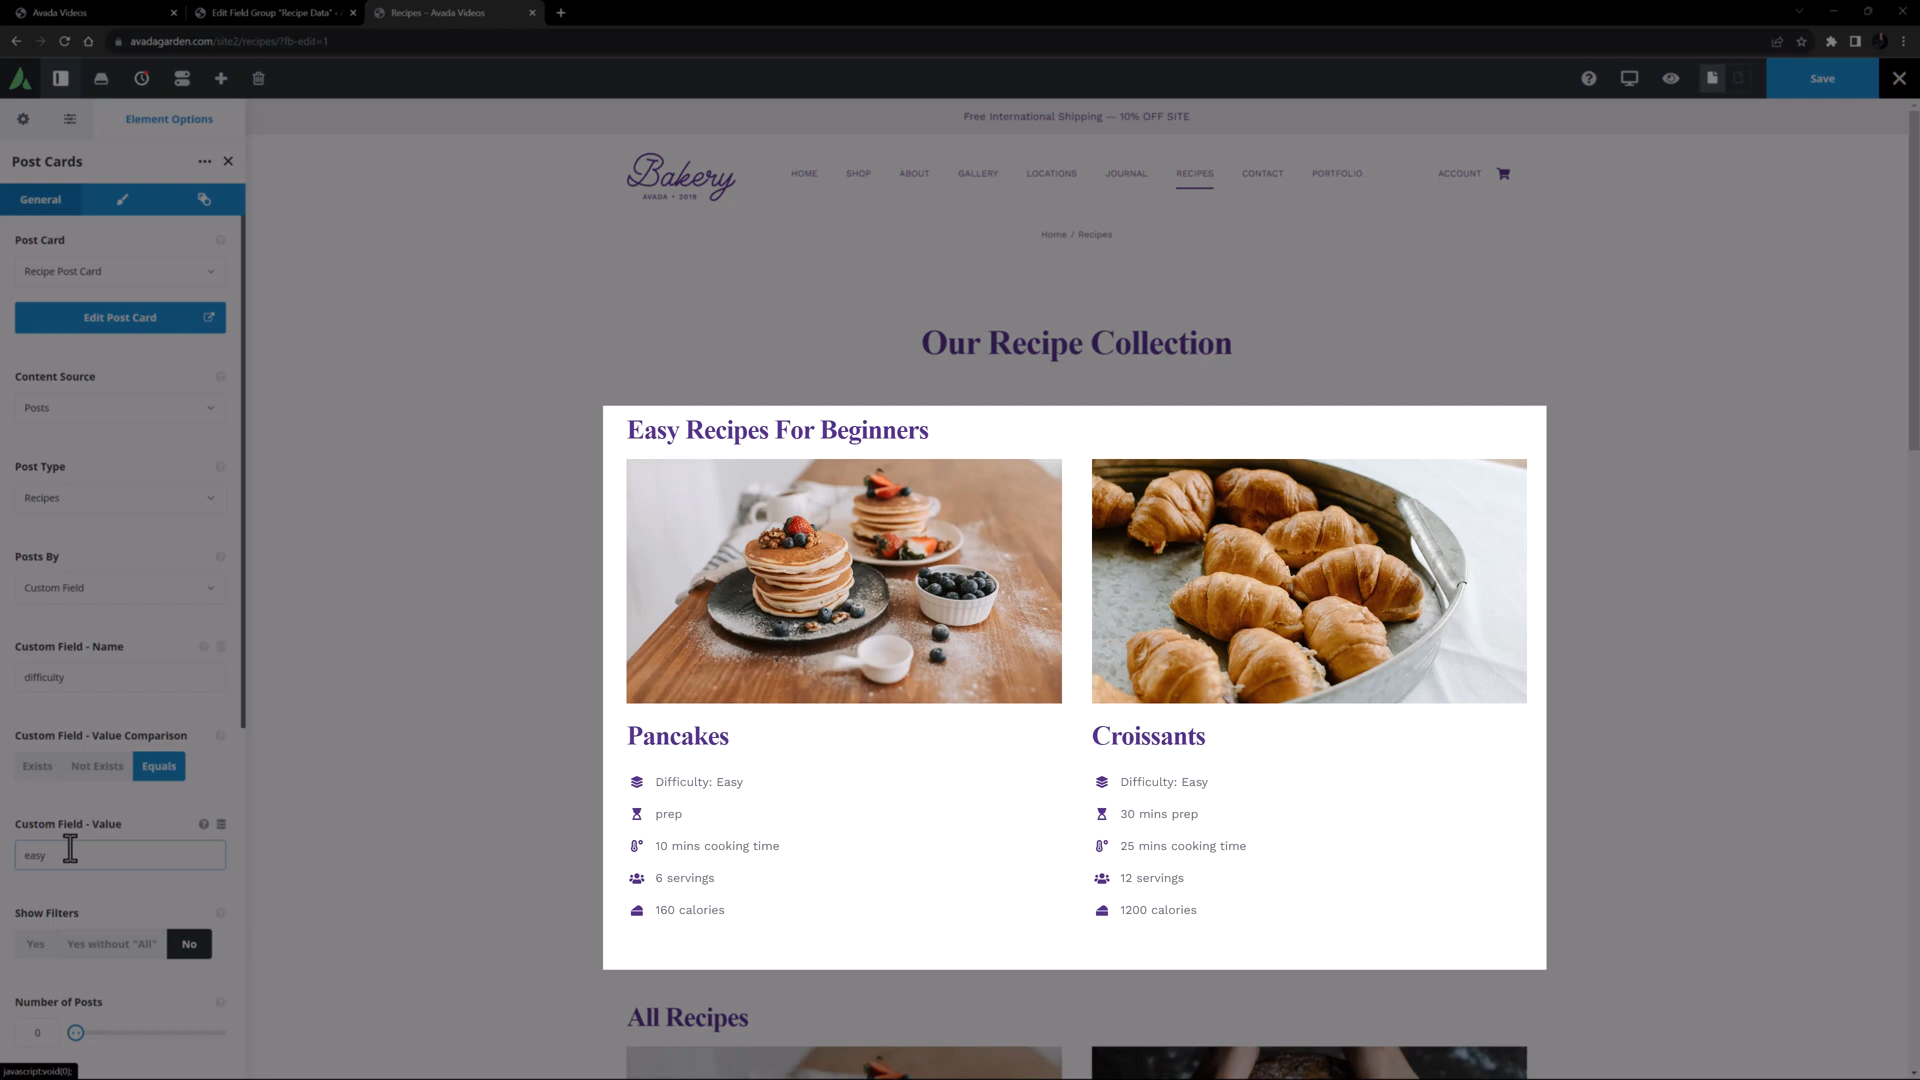 Avada Videos
Edit Field Group "Recipe Data" ‹
Recipes – Avada Videos
avadagarden.com/site2/recipes/?fb-edit=1
Save
Element Options
Post Cards
General
Post Card
Recipe Post Card
Edit Post Card
Content Source
Posts
Post Type
Recipes
Posts By
Custom Field
Custom Field - Name
difficulty
Custom Field - Value Comparison
Exists
Not Exists
Equals
Custom Field - Value
easy
Show Filters
Yes
Yes without "All"
No
Number of Posts
0
javascript:void(0);
Free International Shipping — 10% OFF SITE
Bakery
AVADA • 2019
HOME
SHOP
ABOUT
GALLERY
LOCATIONS
JOURNAL
RECIPES
CONTACT
PORTFOLIO
ACCOUNT
Home / Recipes
Our Recipe Collection
Easy Recipes For Beginners
Pancakes
Difficulty: Easy
prep
10 mins cooking time
6 servings
160 calories
Croissants
Difficulty: Easy
30 mins prep
25 mins cooking time
12 servings
1200 calories
All Recipes